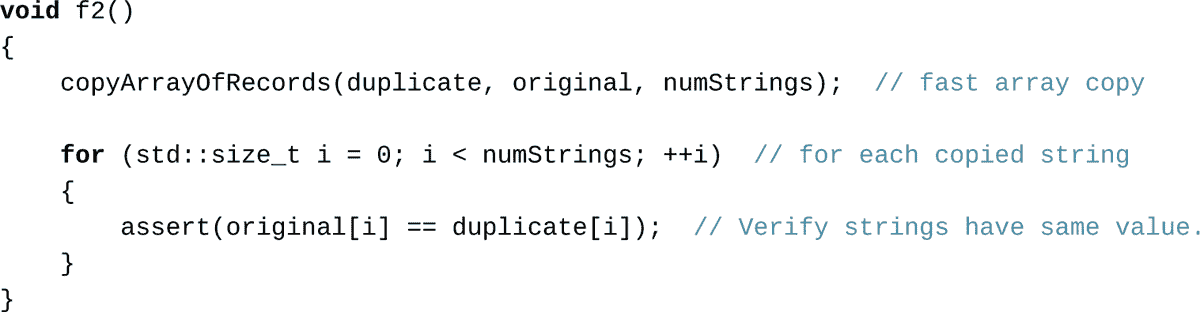 void f2()
{
    copyArrayOfRecords(duplicate, original, numStrings);  // fast array copy
    for (std::size_t i = 0; i < numStrings; ++i)  // for each copied string
    {
        assert(original[i] == duplicate[i]);  // Verify strings have same value.
    }
}